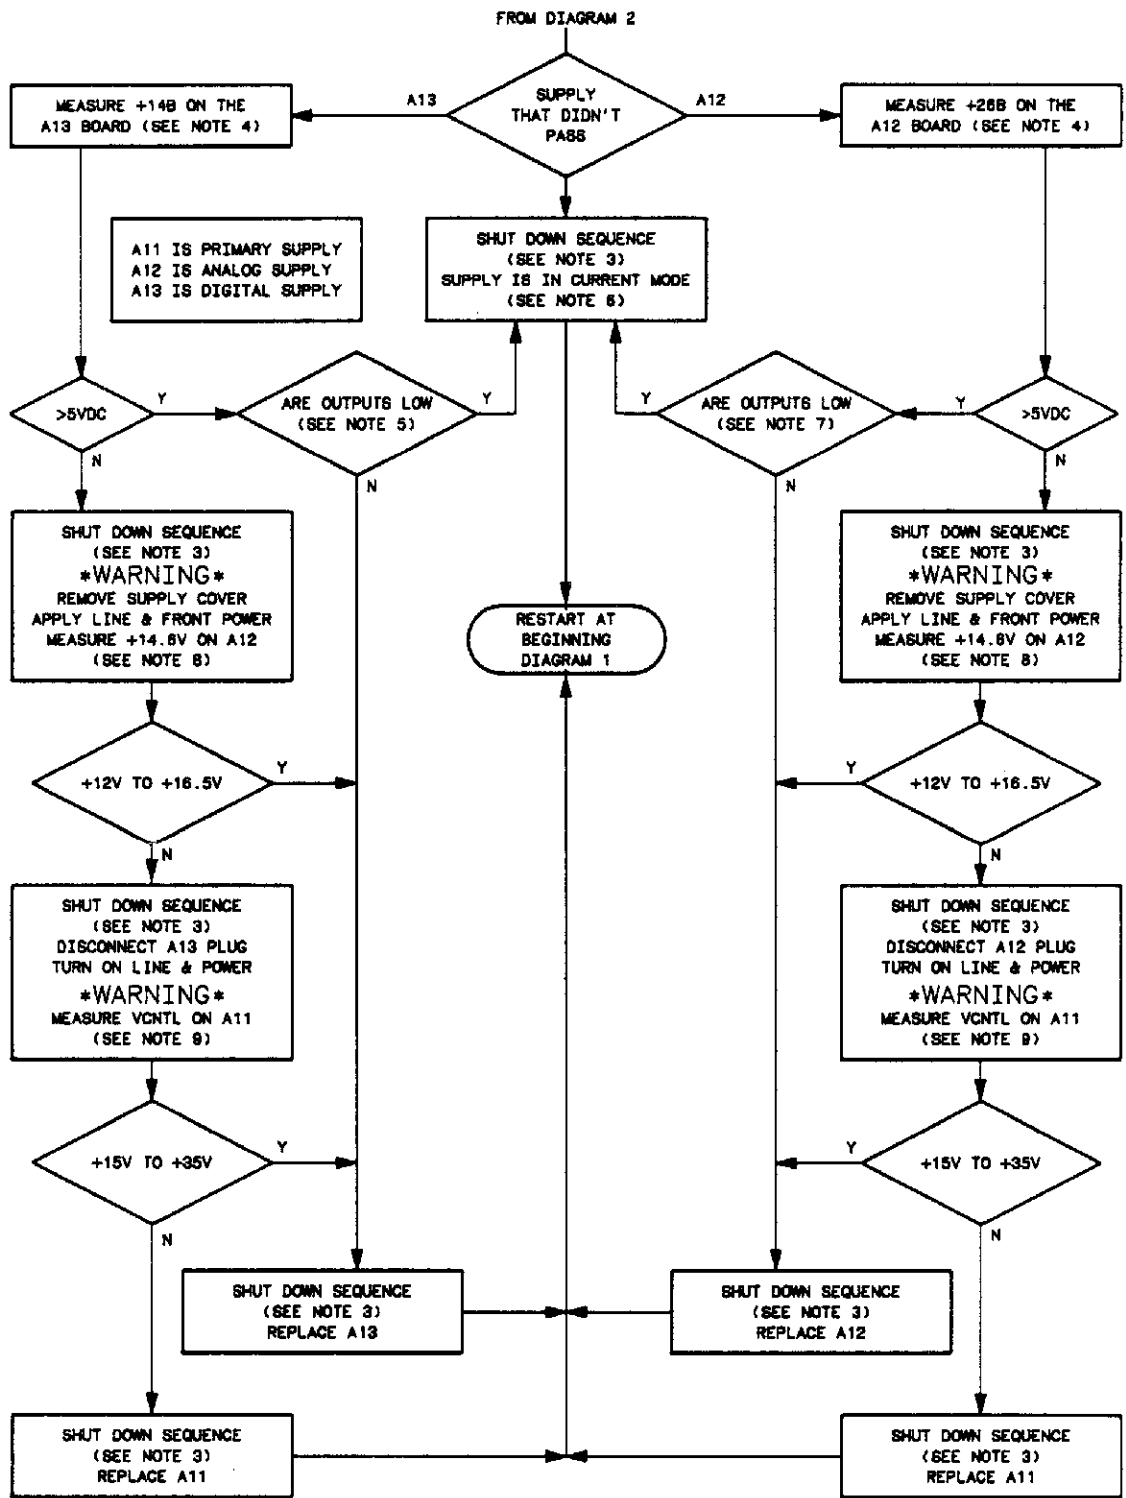 FROM DIAGRAM 2
SUPPLY
THAT DIDN'T
PASS
A13
A12
MEASURE +14B ON THE
A13 BOARD (SEE NOTE 4)
MEASURE +26B ON THE
A12 BOARD (SEE NOTE 4)
A11 IS PRIMARY SUPPLY
A12 IS ANALOG SUPPLY
A13 IS DIGITAL SUPPLY
SHUT DOWN SEQUENCE
(SEE NOTE 3)
SUPPLY IS IN CURRENT MODE
(SEE NOTE 6)
>5VDC
Y
N
ARE OUTPUTS LOW
(SEE NOTE 5)
Y
N
ARE OUTPUTS LOW
(SEE NOTE 7)
Y
N
>5VDC
Y
N
SHUT DOWN SEQUENCE
(SEE NOTE 3)
*WARNING*
REMOVE SUPPLY COVER
APPLY LINE & FRONT POWER
MEASURE +14.6V ON A12
(SEE NOTE 8)
RESTART AT
BEGINNING
DIAGRAM 1
SHUT DOWN SEQUENCE
(SEE NOTE 3)
*WARNING*
REMOVE SUPPLY COVER
APPLY LINE & FRONT POWER
MEASURE +14.6V ON A12
(SEE NOTE 8)
+12V TO +16.5V
Y
N
+12V TO +16.5V
Y
N
SHUT DOWN SEQUENCE
(SEE NOTE 3)
DISCONNECT A13 PLUG
TURN ON LINE & POWER
*WARNING*
MEASURE VCNTL ON A11
(SEE NOTE 9)
SHUT DOWN SEQUENCE
(SEE NOTE 3)
DISCONNECT A12 PLUG
TURN ON LINE & POWER
*WARNING*
MEASURE VCNTL ON A11
(SEE NOTE 9)
+15V TO +35V
Y
N
+15V TO +35V
Y
N
SHUT DOWN SEQUENCE
(SEE NOTE 3)
REPLACE A13
SHUT DOWN SEQUENCE
(SEE NOTE 3)
REPLACE A12
SHUT DOWN SEQUENCE
(SEE NOTE 3)
REPLACE A11
SHUT DOWN SEQUENCE
(SEE NOTE 3)
REPLACE A11